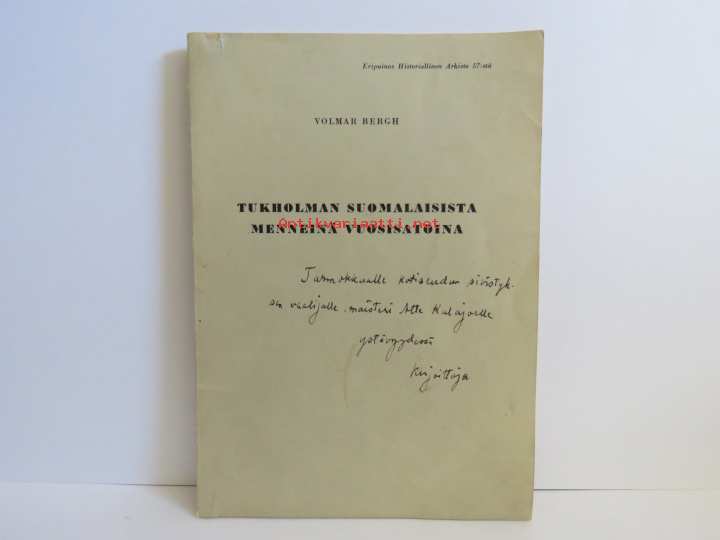 Eripainos Historiallinen Arkisto 57:stä
VOLMAR BERGH
TUKHOLMAN SUOMALAISISTA
Antikvariaatti.net
MENNEINÄ VUOSISATOINA
Tarmokkaalle kotiseudun sivistyk-
sen vaalijalle, maisteri Atte Kalajoelle
ystävyydessä
Kirjoittaja